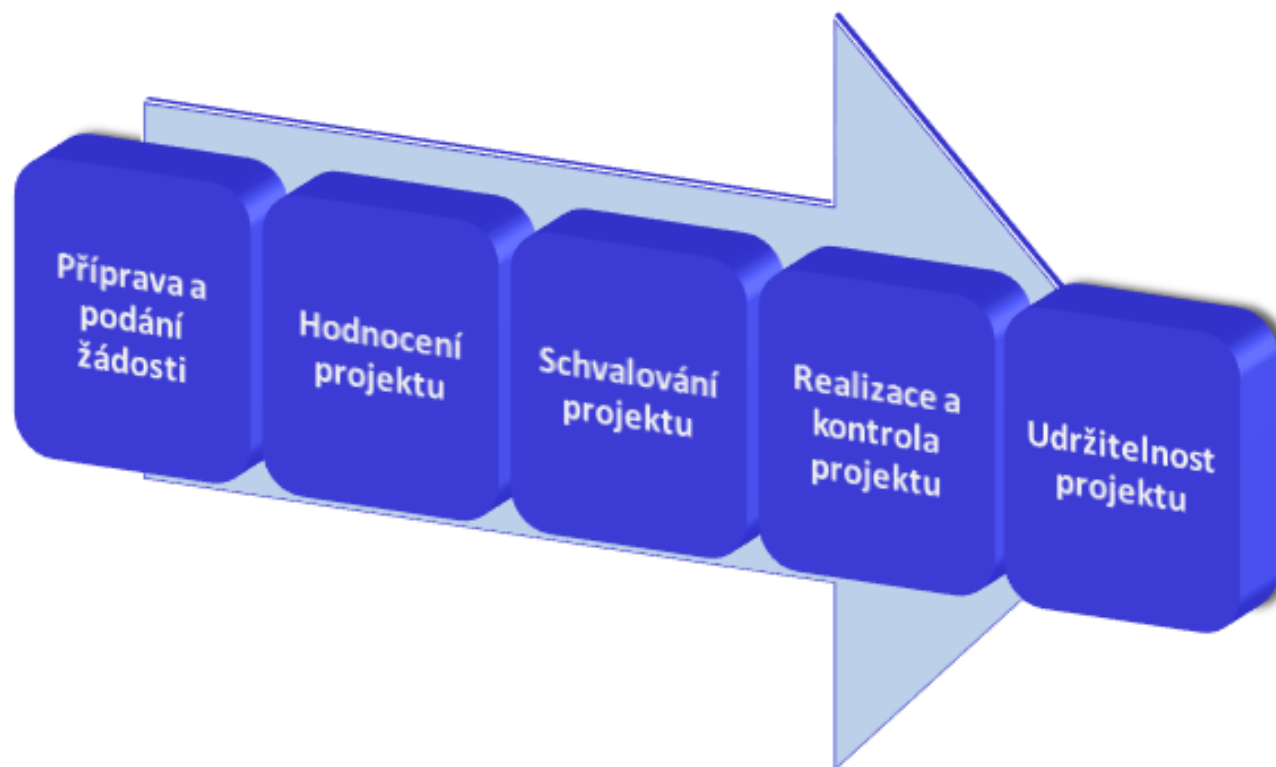 Příprava a
podání
žádosti
Hodnocení
projektu
Schvalování
projektu
Realizace a
kontrola
projektu
Udržitelnost
projektu